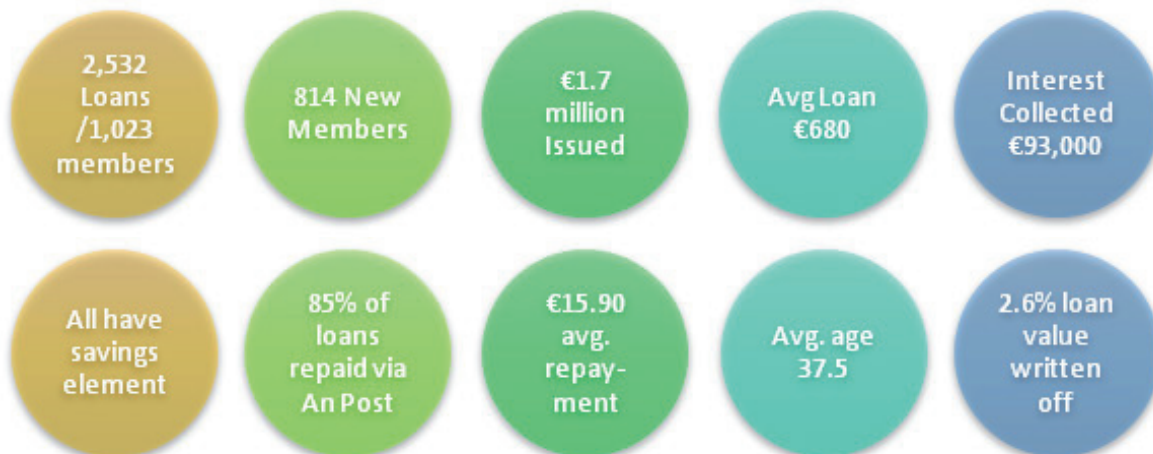 2,532
Loans
/1,023
members
814 New
Members
€1.7
million
Issued
Avg Loan
€680
Interest
Collected
€93,000
All have
savings
element
85% of
loans
repaid via
An Post
€15.90
avg.
repay-
ment
Avg. age
37.5
2.6% loan
value
written
off